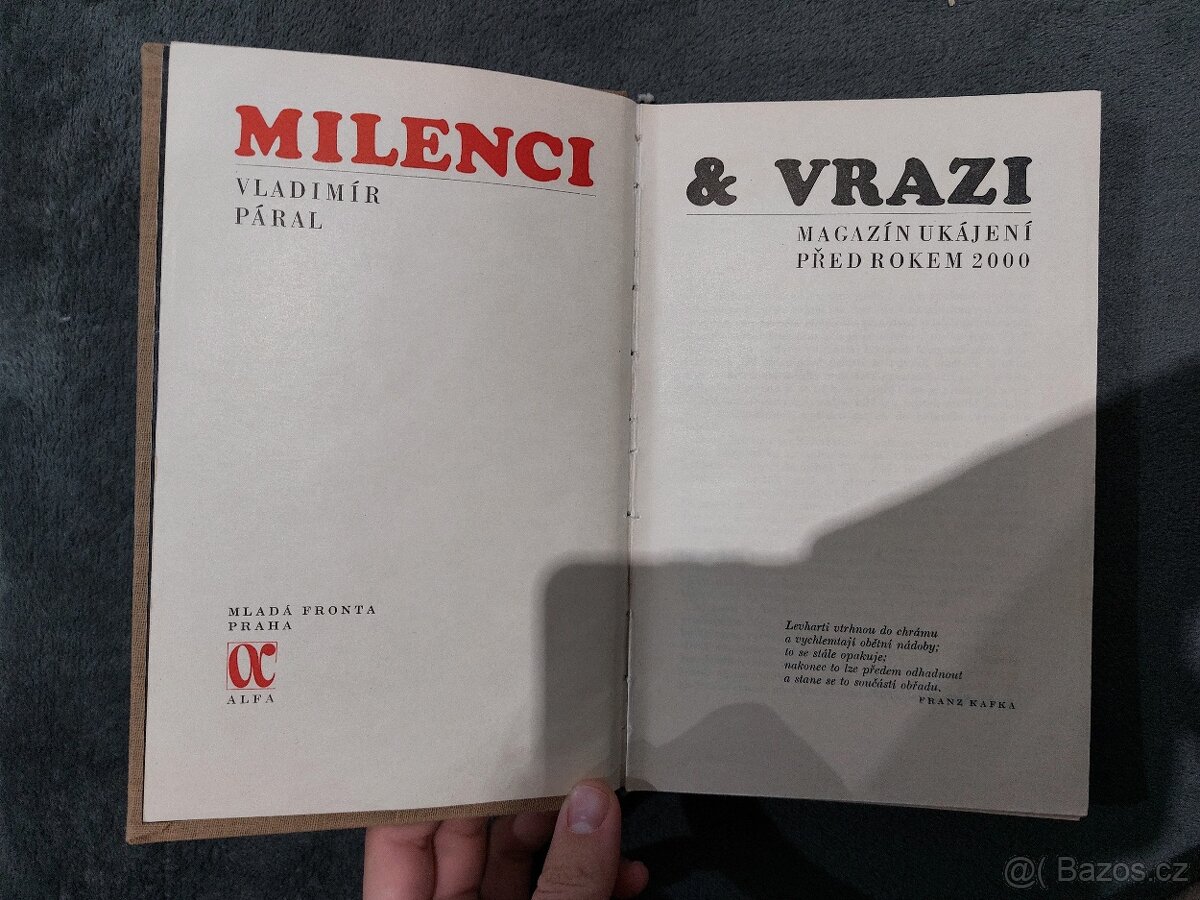 MILENCI
VLADIMÍR
PÁRAL
MLADÁ FRONTA
PRAHA
α
ALFA
& VRAZI
MAGAZÍN UKÁJENÍ
PŘED ROKEM 2000
Levharti vtrhnou do chrámu
a vychlemtají obětní nádoby;
to se stále opakuje;
nakonec to lze předem odhadnout
a stane se to součástí obřadu.
FRANZ KAFKA
@( Bazos.cz